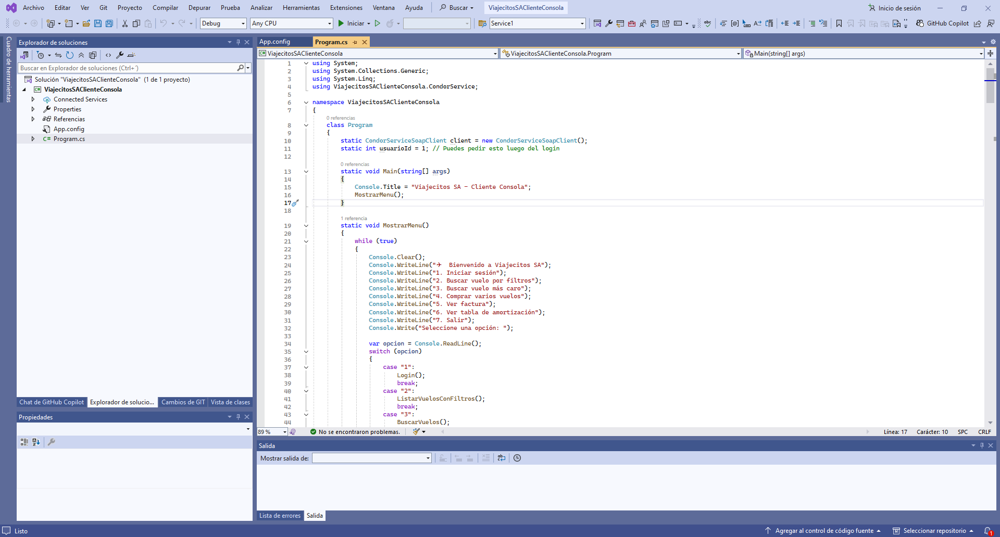 Archivo Editar Ver Git Proyecto Compilar Depurar Prueba Analizar Herramientas Extensiones Ventana Ayuda Buscar ViajecitosSAClienteConsola Inicio de sesión
Debug Any CPU Iniciar Service1 GitHub Copilot
Cuadro de herramientas
Explorador de soluciones
Buscar en Explorador de soluciones (Ctrl+´)
Solución "ViajecitosSAClienteConsola" (1 de 1 proyecto)
ViajecitosSAClienteConsola
Connected Services
Properties
Referencias
App.config
C# Program.cs
Chat de GitHub Copilot Explorador de solucio... Cambios de GIT Vista de clases
Propiedades
App.config Program.cs
ViajecitosSAClienteConsola ViajecitosSAClienteConsola.Program Main(string[] args)
1 using System;
2 using System.Collections.Generic;
3 using System.Linq;
4 using ViajecitosSAClienteConsola.CondorService;
5
6 namespace ViajecitosSAClienteConsola
7 {
0 referencias
8 class Program
9 {
10 static CondorServiceSoapClient client = new CondorServiceSoapClient();
11 static int usuarioId = 1; // Puedes pedir esto luego del login
12
0 referencias
13 static void Main(string[] args)
14 {
15 Console.Title = "Viajecitos SA - Cliente Consola";
16 MostrarMenu();
17 }
18
1 referencia
19 static void MostrarMenu()
20 {
21 while (true)
22 {
23 Console.Clear();
24 Console.WriteLine("✈ Bienvenido a Viajecitos SA");
25 Console.WriteLine("1. Iniciar sesión");
26 Console.WriteLine("2. Buscar vuelo por filtros");
27 Console.WriteLine("3. Buscar vuelo más caro");
28 Console.WriteLine("4. Comprar varios vuelos");
29 Console.WriteLine("5. Ver factura");
30 Console.WriteLine("6. Ver tabla de amortización");
31 Console.WriteLine("7. Salir");
32 Console.Write("Seleccione una opción: ");
33
34 var opcion = Console.ReadLine();
35 switch (opcion)
36 {
37 case "1":
38 Login();
39 break;
40 case "2":
41 ListarVuelosConFiltros();
42 break;
43 case "3":
44 BuscarVuelos();
89 % No se encontraron problemas. Línea: 17 Carácter: 10 SPC CRLF
Salida
Mostrar salida de:
Lista de errores Salida
Listo Agregar al control de código fuente Seleccionar repositorio 1